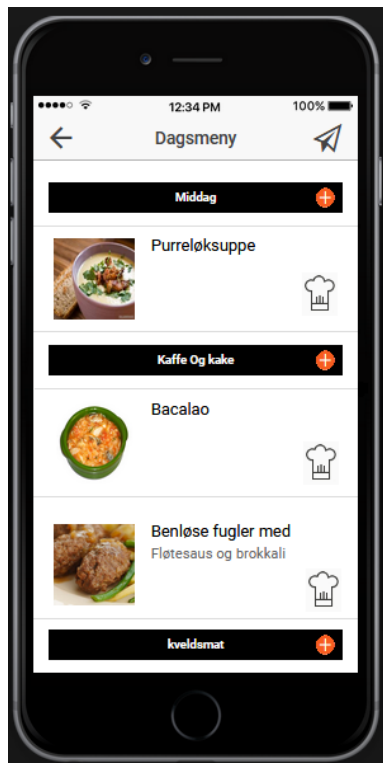 12:34 PM
100%
Dagsmeny
Middag
Purreløksuppe
Kaffe Og kake
Bacalao
Benløse fugler med
Fløtesaus og brokkali
kveldsmat